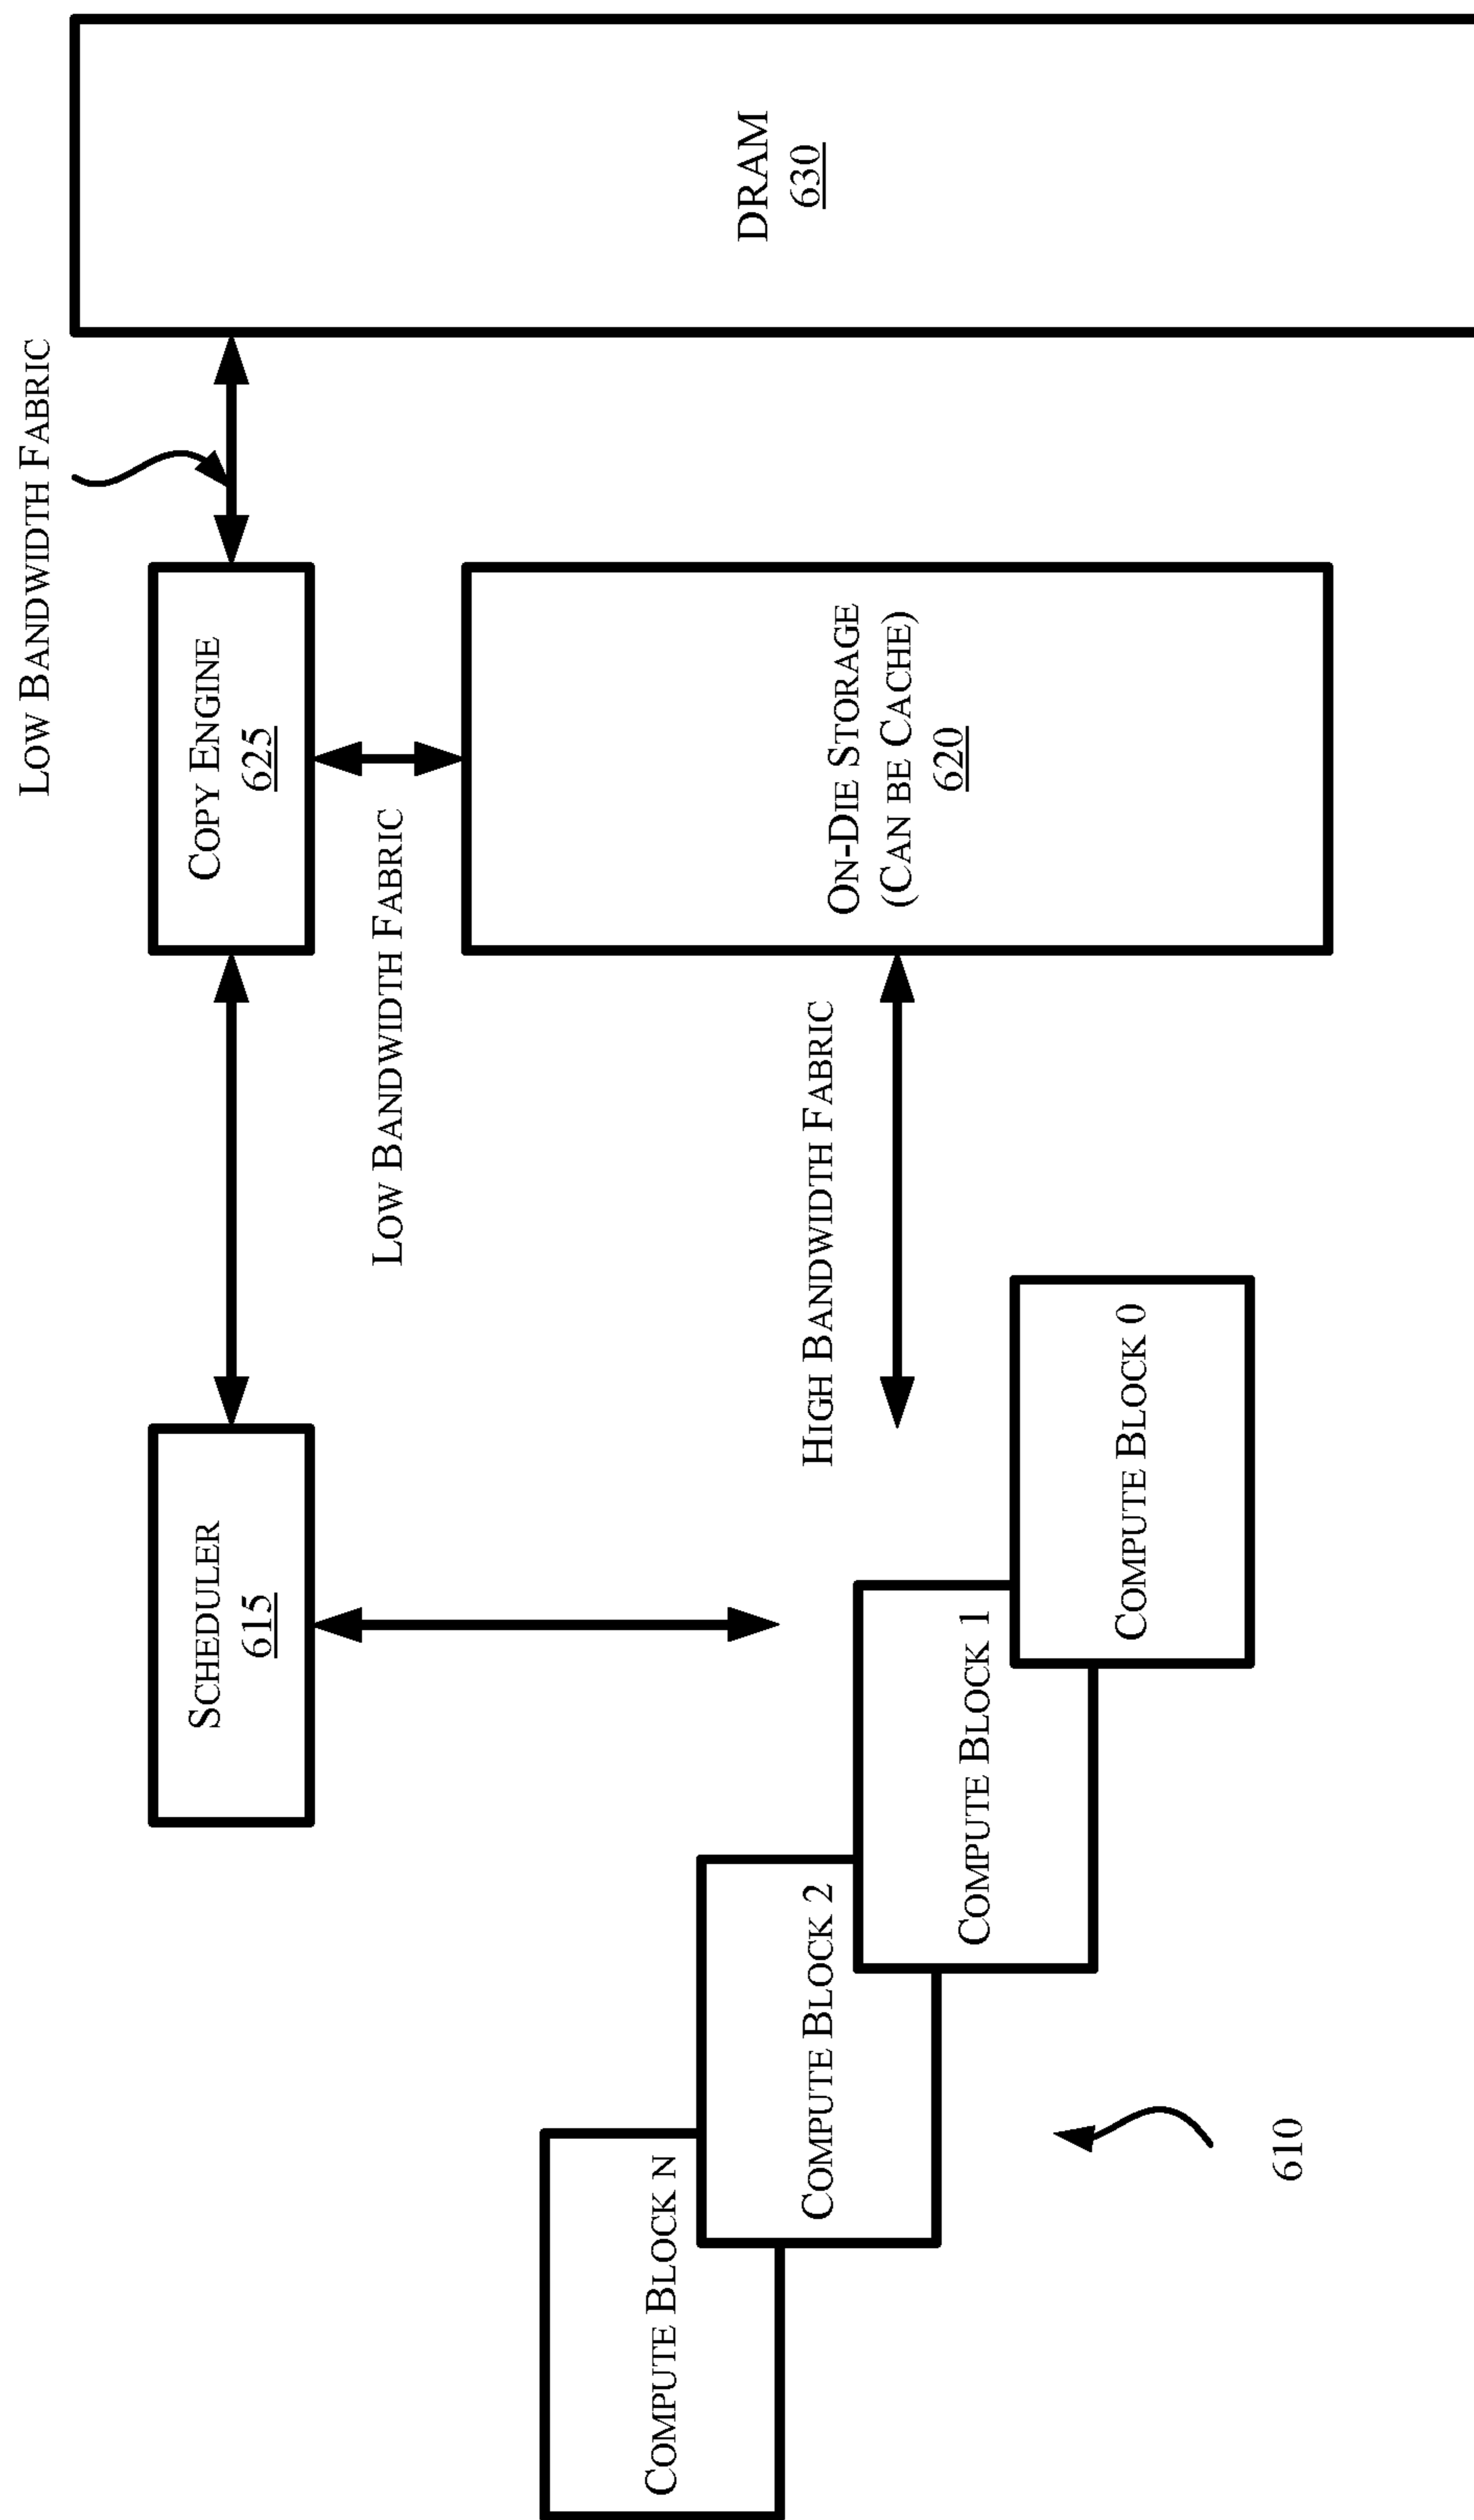 LOW BANDWIDTH FABRIC
SCHEDULER
615
COPY ENGINE
625
LOW BANDWIDTH FABRIC
COMPUTE BLOCK N
COMPUTE BLOCK 2
COMPUTE BLOCK 1
COMPUTE BLOCK 0
HIGH BANDWIDTH FABRIC
ON-DIE STORAGE
(CAN BE CACHE)
620
DRAM
630
610